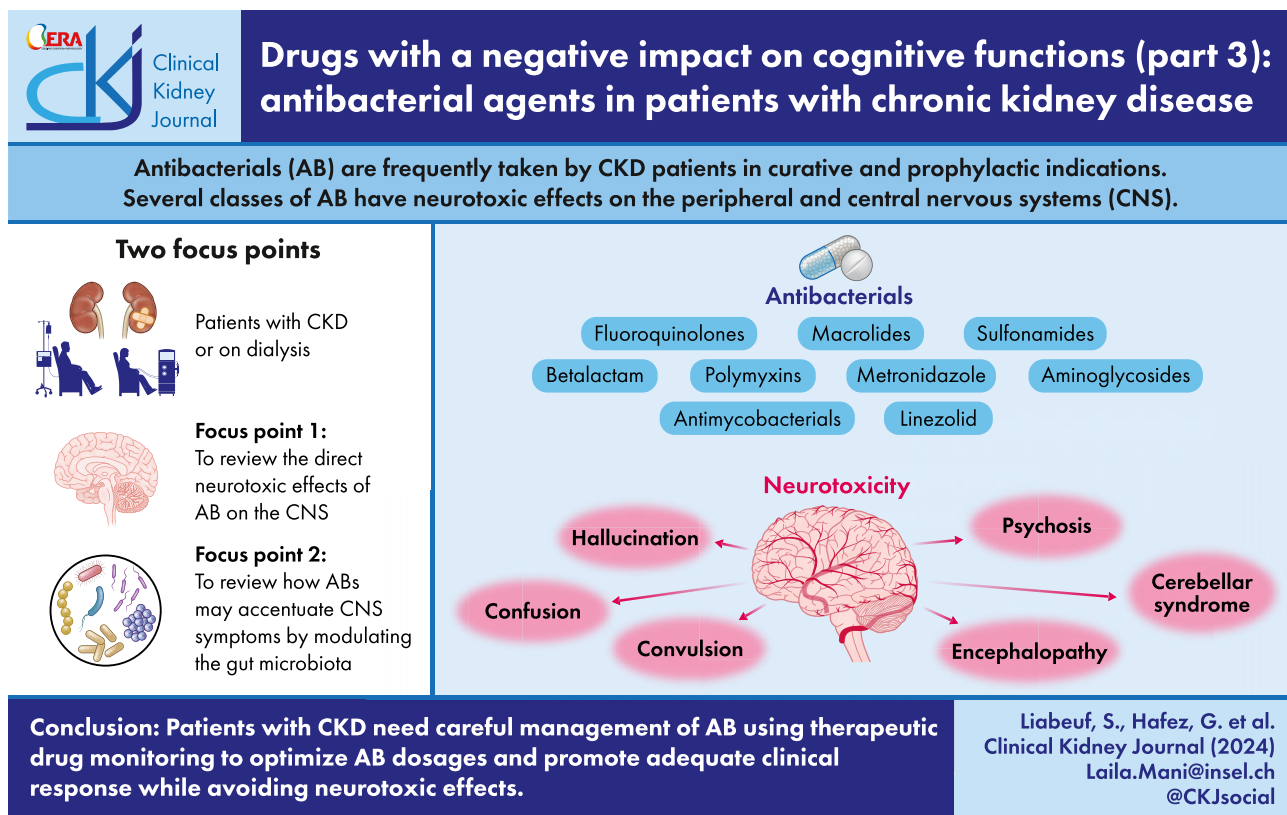 ERA
ckj
Clinical
Kidney
Journal
Drugs with a negative impact on cognitive functions (part 3):
antibacterial agents in patients with chronic kidney disease
Antibacterials (AB) are frequently taken by CKD patients in curative and prophylactic indications.
Several classes of AB have neurotoxic effects on the peripheral and central nervous systems (CNS).
Two focus points
Patients with CKD
or on dialysis
Focus point 1:
To review the direct
neurotoxic effects of
AB on the CNS
Focus point 2:
To review how ABs
may accentuate CNS
symptoms by modulating
the gut microbiota
Antibacterials
Fluoroquinolones
Macrolides
Sulfonamides
Betalactam
Polymyxins
Metronidazole
Aminoglycosides
Antimycobacterials
Linezolid
Neurotoxicity
Hallucination
Psychosis
Confusion
Cerebellar
syndrome
Convulsion
Encephalopathy
Conclusion: Patients with CKD need careful management of AB using therapeutic
drug monitoring to optimize AB dosages and promote adequate clinical
response while avoiding neurotoxic effects.
Liabeuf, S., Hafez, G. et al.
Clinical Kidney Journal (2024)
Laila.Mani@insel.ch
@CKJsocial